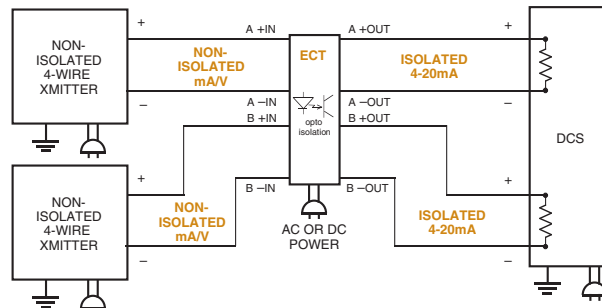 NON-
ISOLATED
4-WIRE
XMITTER
+
–
NON-
ISOLATED
mA/V
A +IN
A –IN
B +IN
B –IN
ECT
opto
isolation
AC OR DC
POWER
A +OUT
A –OUT
B +OUT
B –OUT
ISOLATED
4-20mA
+
–
DCS
NON-
ISOLATED
4-WIRE
XMITTER
+
–
NON-
ISOLATED
mA/V
ISOLATED
4-20mA
+
–